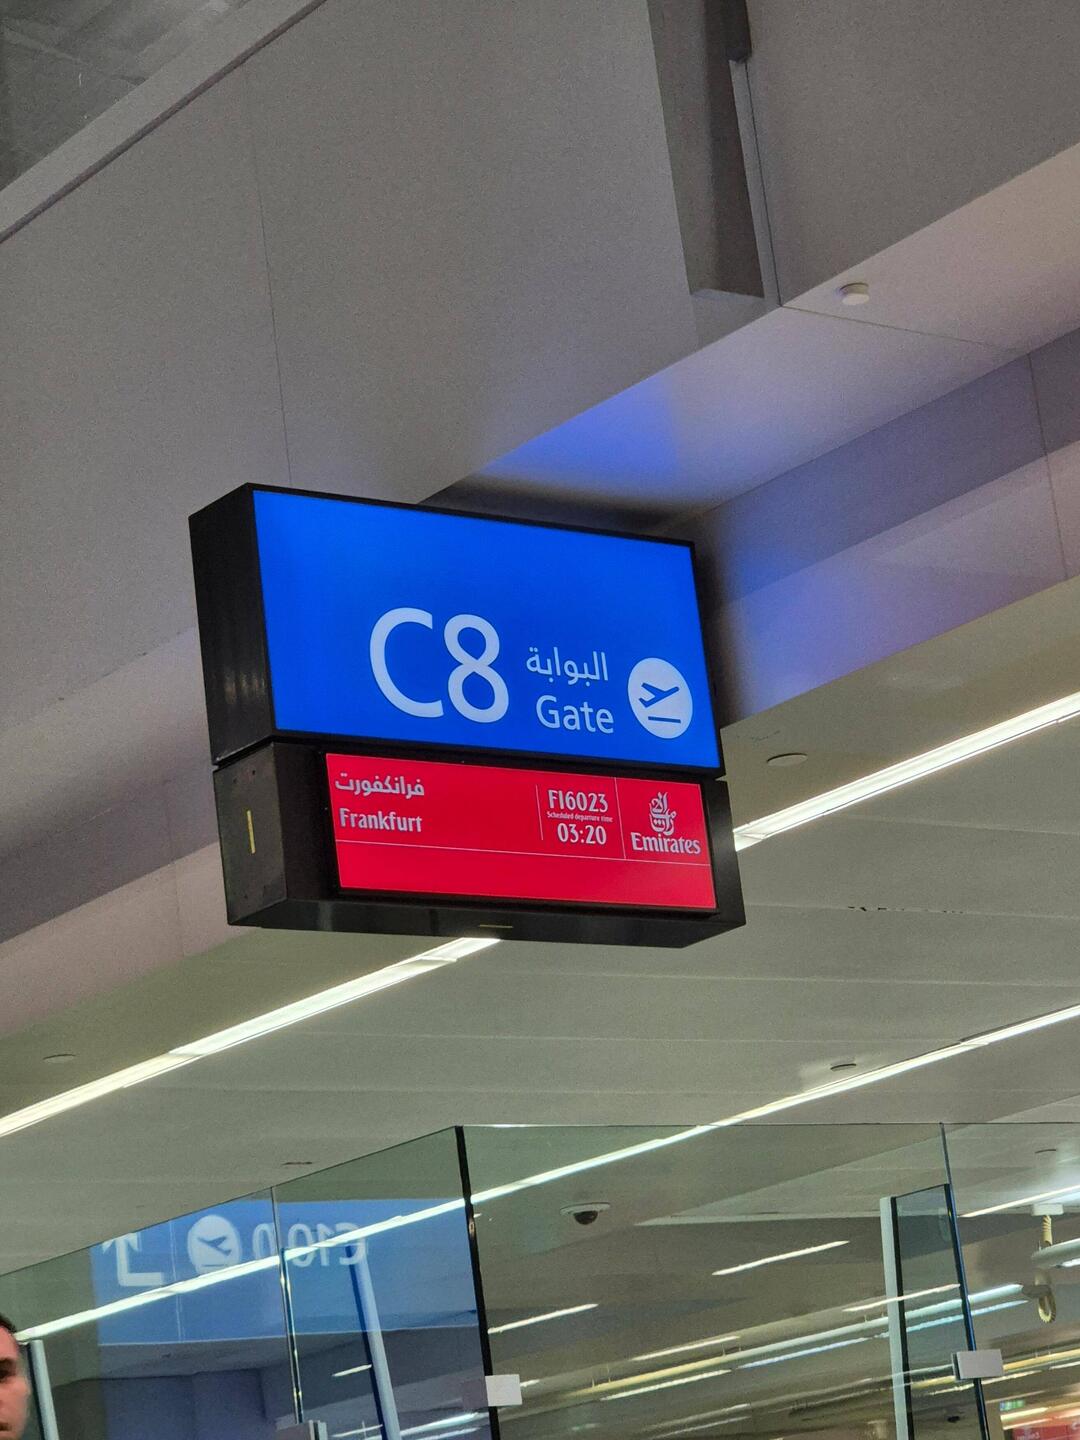 C8
البوابة
Gate
فرانكفورت
Frankfurt
FI6023
Scheduled departure time
03:20
Emirates